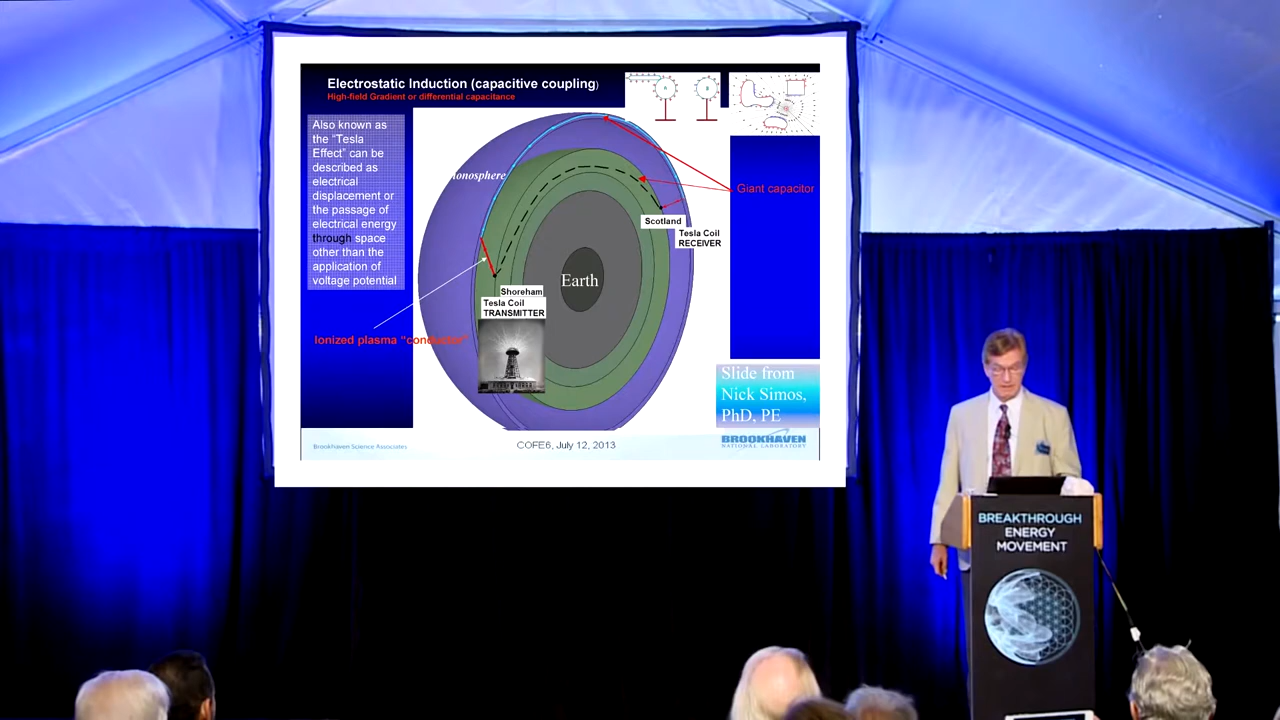 Electrostatic Induction (capacitive coupling)
High-field Gradient or differential capacitance
A
B
Also known as
the "Tesla
Effect" can be
described as
electrical
displacement or
the passage of
electrical energy
through space
other than the
application of
voltage potential
ionosphere
Giant capacitor
Scotland
Tesla Coil
RECEIVER
Earth
Shoreham
Tesla Coil
TRANSMITTER
Ionized plasma "conductor"
Slide from
Nick Simos,
PhD, PE
Brookhaven Science Associates
COFE6, July 12, 2013
BROOKHAVEN
NATIONAL LABORATORY
BREAKTHROUGH
ENERGY
MOVEMENT